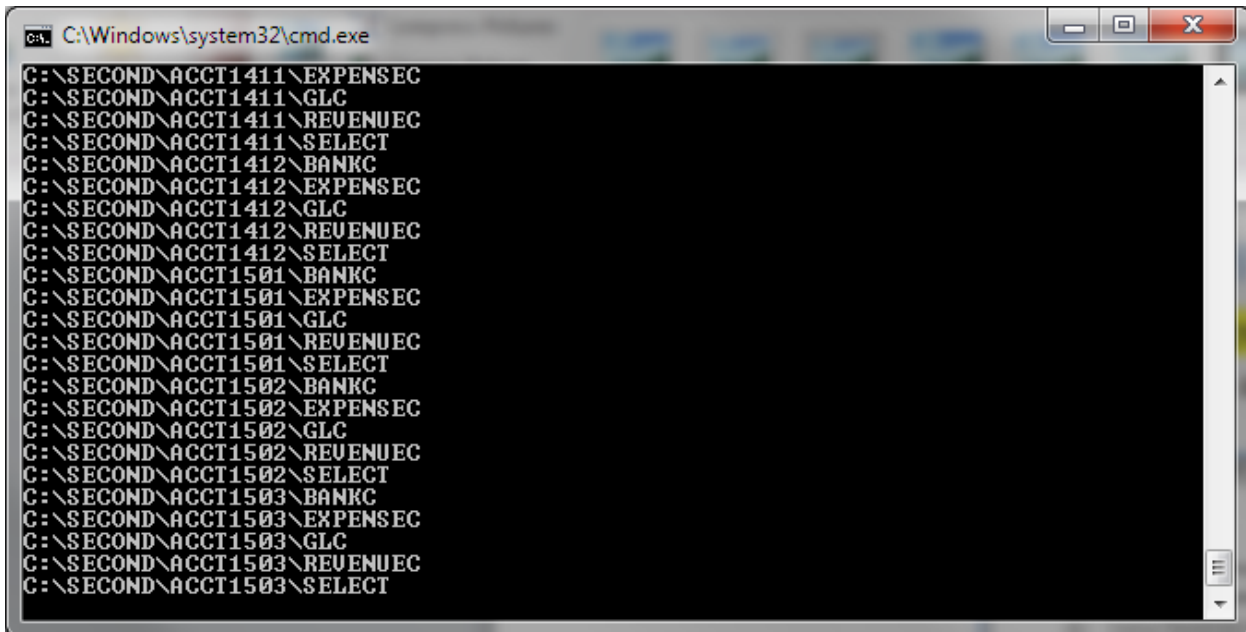 C:\Windows\system32\cmd.exe
C:\SECOND\ACCT1411\EXPENSEC
C:\SECOND\ACCT1411\GLC
C:\SECOND\ACCT1411\REVENUEC
C:\SECOND\ACCT1411\SELECT
C:\SECOND\ACCT1412\BANKC
C:\SECOND\ACCT1412\EXPENSEC
C:\SECOND\ACCT1412\GLC
C:\SECOND\ACCT1412\REVENUEC
C:\SECOND\ACCT1412\SELECT
C:\SECOND\ACCT1501\BANKC
C:\SECOND\ACCT1501\EXPENSEC
C:\SECOND\ACCT1501\GLC
C:\SECOND\ACCT1501\REVENUEC
C:\SECOND\ACCT1501\SELECT
C:\SECOND\ACCT1502\BANKC
C:\SECOND\ACCT1502\EXPENSEC
C:\SECOND\ACCT1502\GLC
C:\SECOND\ACCT1502\REVENUEC
C:\SECOND\ACCT1502\SELECT
C:\SECOND\ACCT1503\BANKC
C:\SECOND\ACCT1503\EXPENSEC
C:\SECOND\ACCT1503\GLC
C:\SECOND\ACCT1503\REVENUEC
C:\SECOND\ACCT1503\SELECT